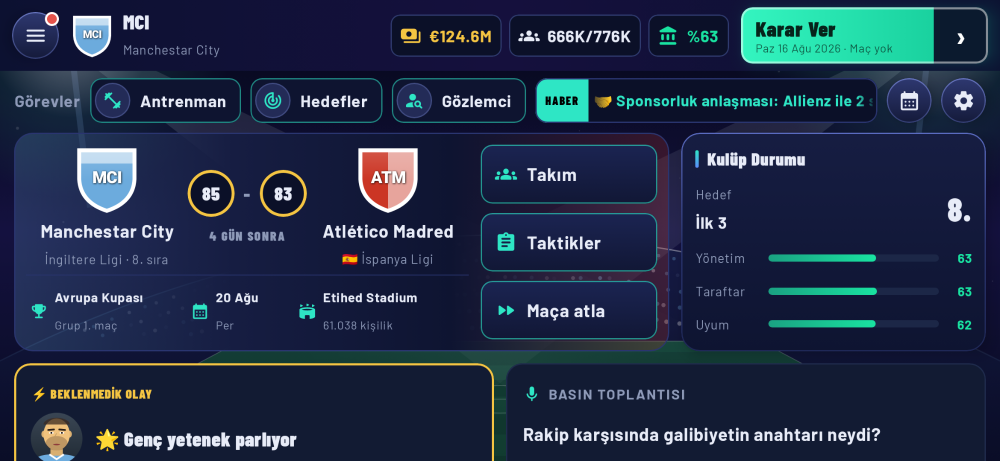 MCI
MCI
Manchestar City
€124.6M
666K/776K
%63
Karar Ver
Paz 16 Ağu 2026 · Maç yok
Görevler
Antrenman
Hedefler
Gözlemci
HABER
Sponsorluk anlaşması: Allienz ile 2
MCI
85 - 83
ATM
Manchestar City
4 GÜN SONRA
Atlético Madred
İngiltere Ligi · 8. sıra
İspanya Ligi
Avrupa Kupası
Grup 1. maç
20 Ağu
Per
Etihed Stadium
61.038 kişilik
Takım
Taktikler
Maça atla
Kulüp Durumu
Hedef
İlk 3
8.
Yönetim 63
Taraftar 63
Uyum 62
BEKLENMEDİK OLAY
Genç yetenek parlıyor
BASIN TOPLANTISI
Rakip karşısında galibiyetin anahtarı neydi?